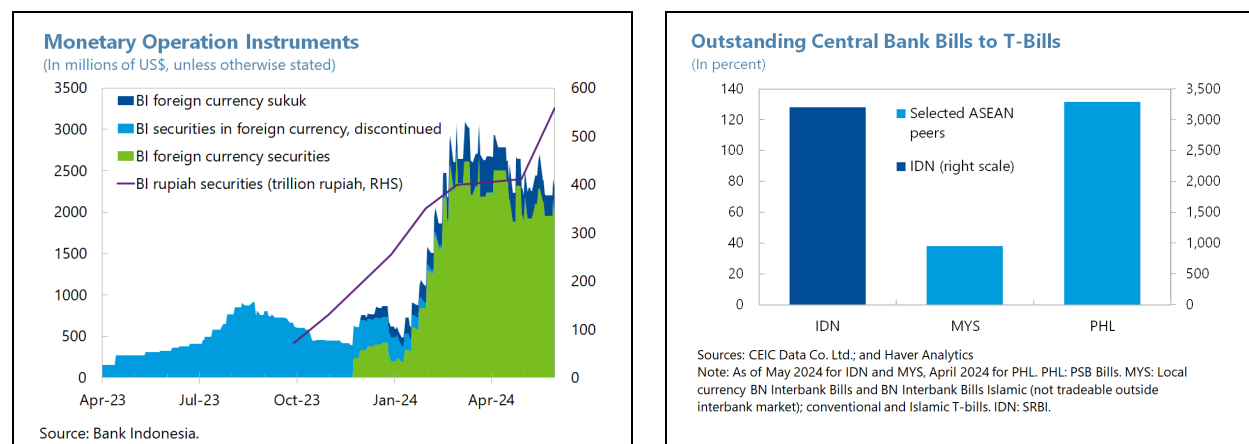 Monetary Operation Instruments
(In millions of US$, unless otherwise stated)
3500
3000
2500
2000
1500
1000
500
0
600
500
400
300
200
100
0
BI foreign currency sukuk
BI securities in foreign currency, discontinued
BI foreign currency securities
BI rupiah securities (trillion rupiah, RHS)
Apr-23 Jul-23 Oct-23 Jan-24 Apr-24
Source: Bank Indonesia.
Outstanding Central Bank Bills to T-Bills
(In percent)
140
120
100
80
60
40
20
0
3,500
3,000
2,500
2,000
1,500
1,000
500
0
Selected ASEAN
peers
IDN (right scale)
IDN MYS PHL
Sources: CEIC Data Co. Ltd.; and Haver Analytics
Note: As of May 2024 for IDN and MYS, April 2024 for PHL. PHL: PSB Bills. MYS: Local
currency BN Interbank Bills and BN Interbank Bills Islamic (not tradeable outside
interbank market); conventional and Islamic T-bills. IDN: SRBI.